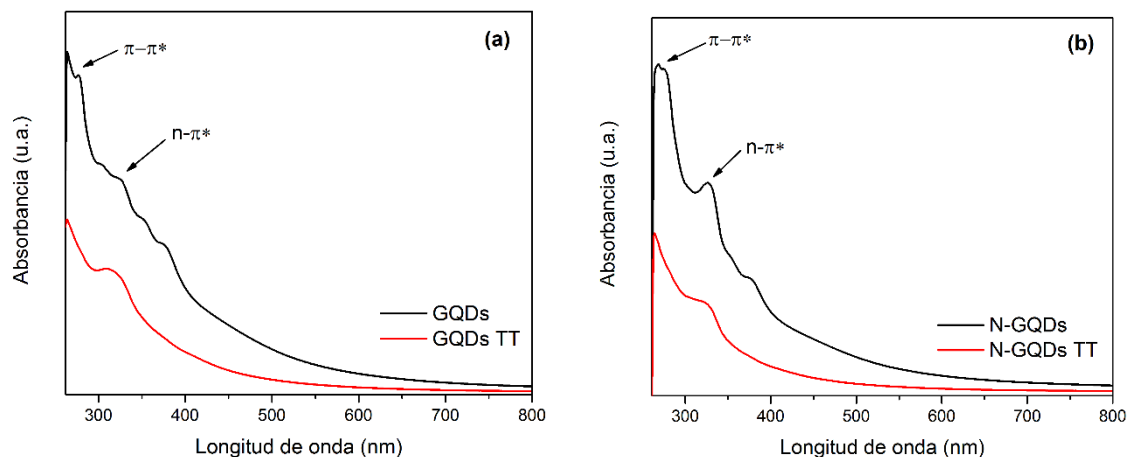 (a)
π–π*
n-π*
Absorbancia (u.a.)
GQDs
GQDs TT
300 400 500 600 700 800
Longitud de onda (nm)
(b)
π–π*
n-π*
Absorbancia (u.a.)
N-GQDs
N-GQDs TT
300 400 500 600 700 800
Longitud de onda (nm)